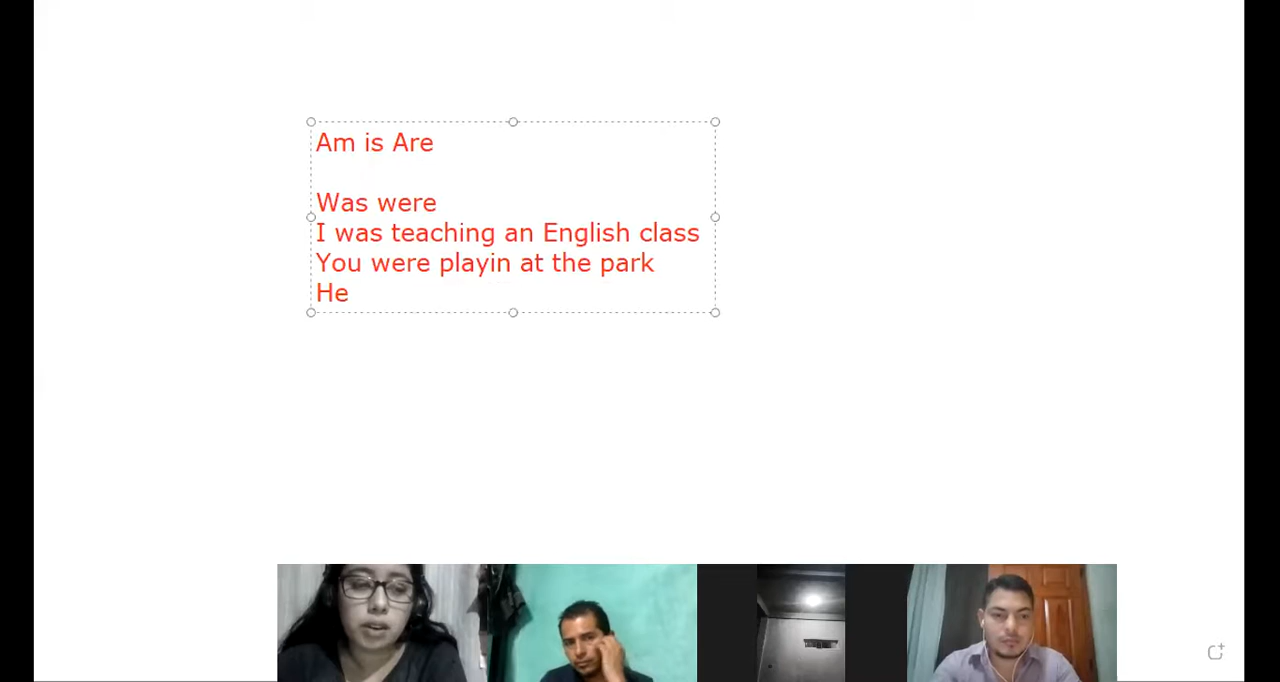 Am is Are
Was were
I was teaching an English class
You were playin at the park
He